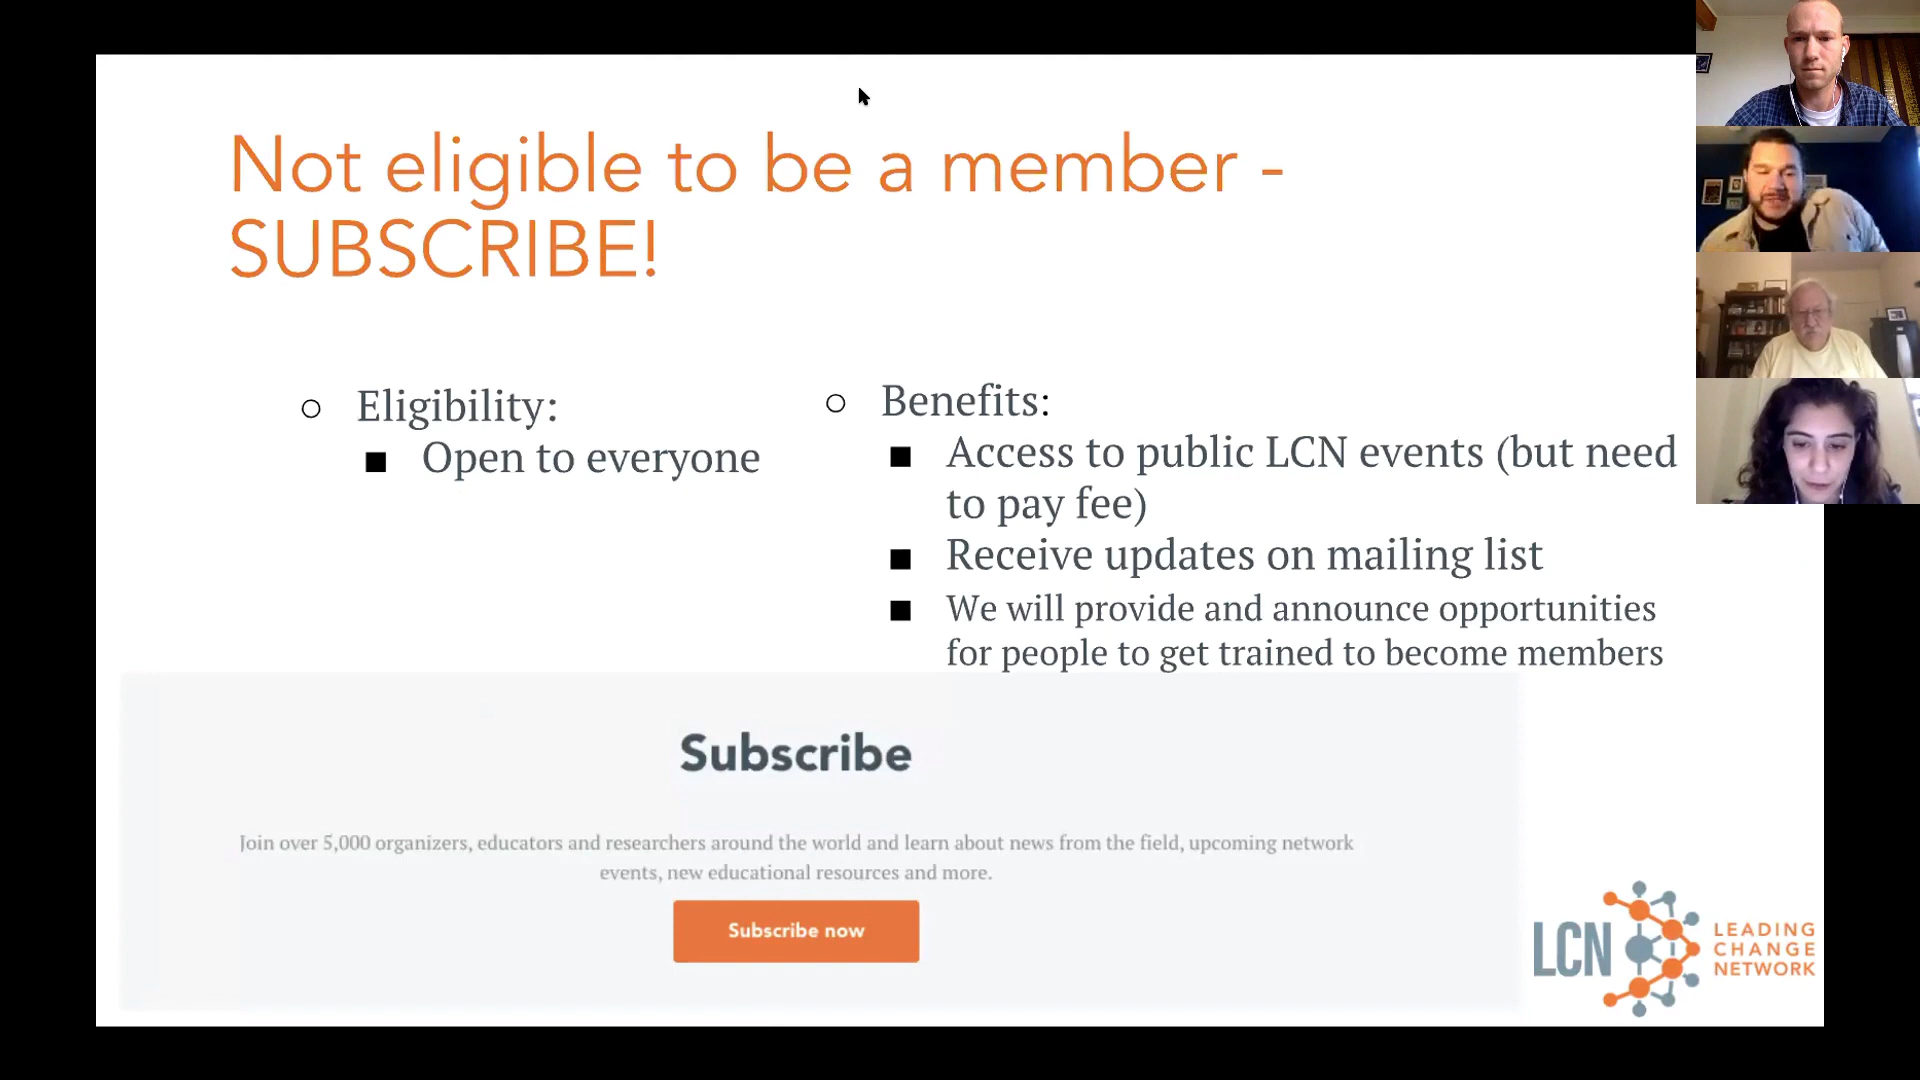 Not eligible to be a member -
SUBSCRIBE!
Eligibility:
Open to everyone
Benefits:
Access to public LCN events (but need
to pay fee)
Receive updates on mailing list
We will provide and announce opportunities
for people to get trained to become members
Subscribe
Join over 5,000 organizers, educators and researchers around the world and learn about news from the field, upcoming network
events, new educational resources and more.
Subscribe now
LCN
LEADING
CHANGE
NETWORK